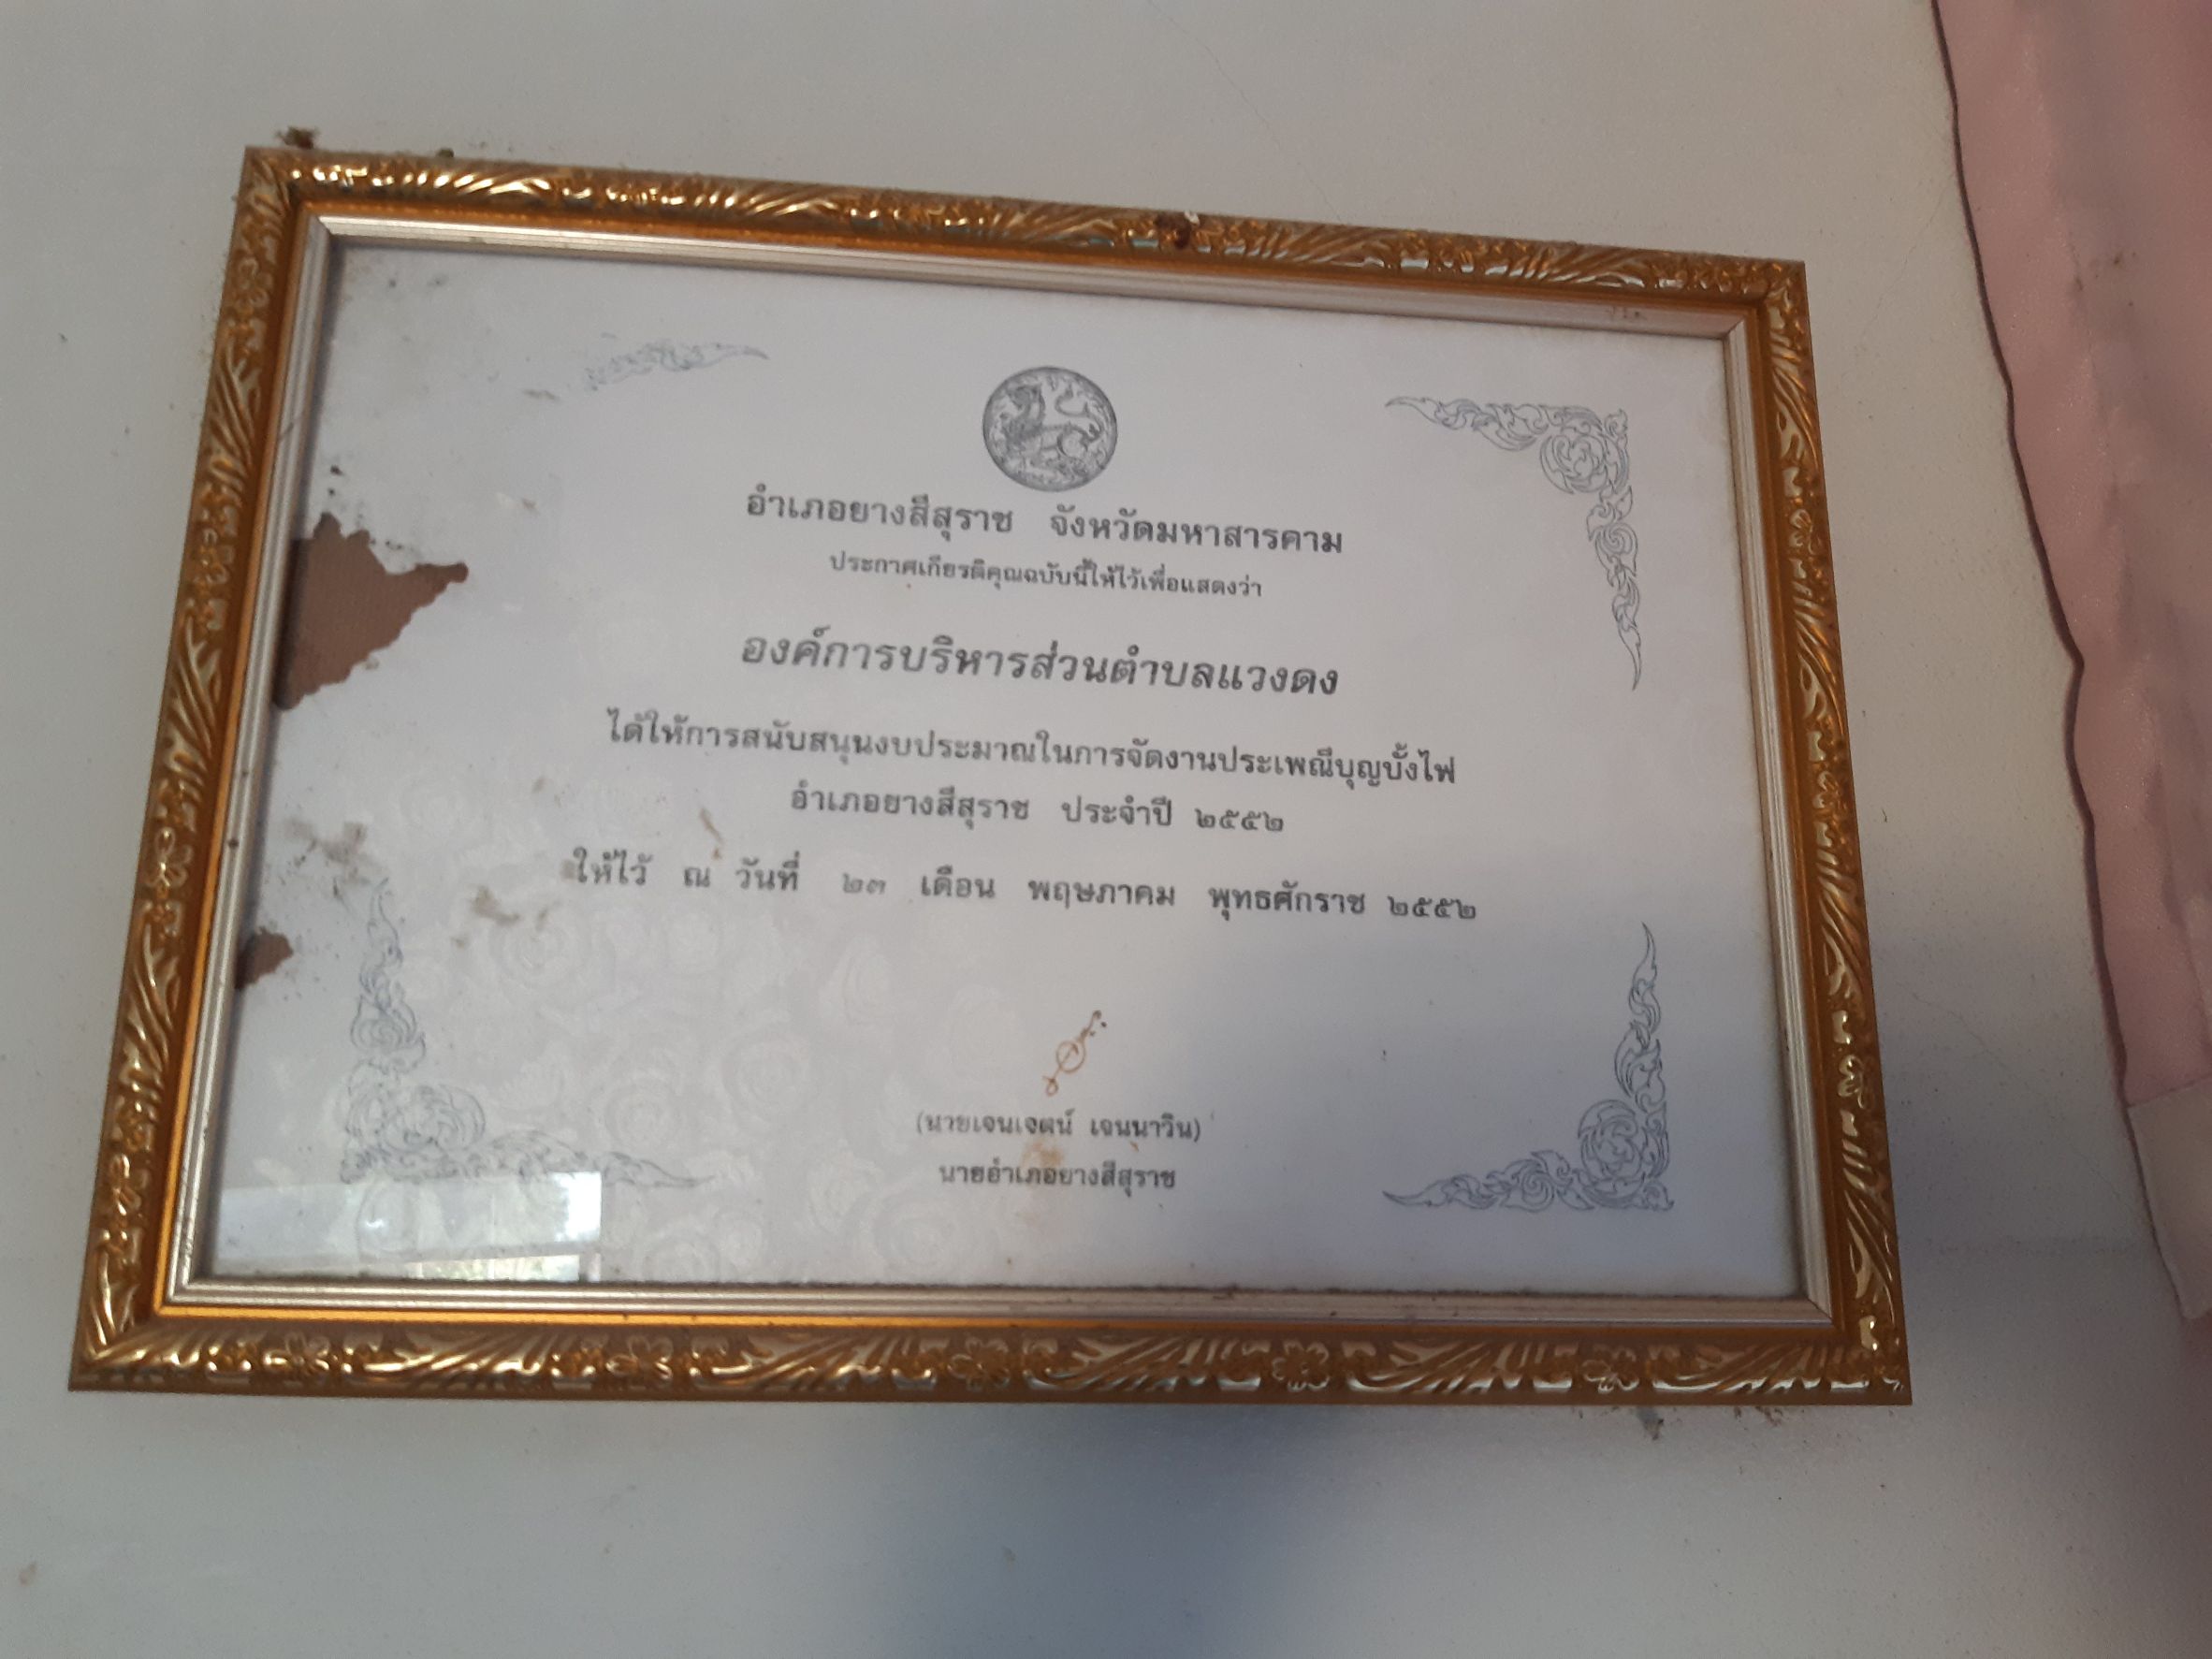 อำเภอยางสีสุราช จังหวัดมหาสารคาม
ประกาศเกียรติคุณฉบับนี้ให้ไว้เพื่อแสดงว่า
องค์การบริหารส่วนตำบลแวงดง
ได้ให้การสนับสนุนงบประมาณในการจัดงานประเพณีบุญบั้งไฟ
อำเภอยางสีสุราช ประจำปี ๒๕๕๒
ให้ไว้ ณ วันที่ ๒๓ เดือน พฤษภาคม พุทธศักราช ๒๕๕๒
(นายเจนเจตน์ เจนนาวิน)
นายอำเภอยางสีสุราช